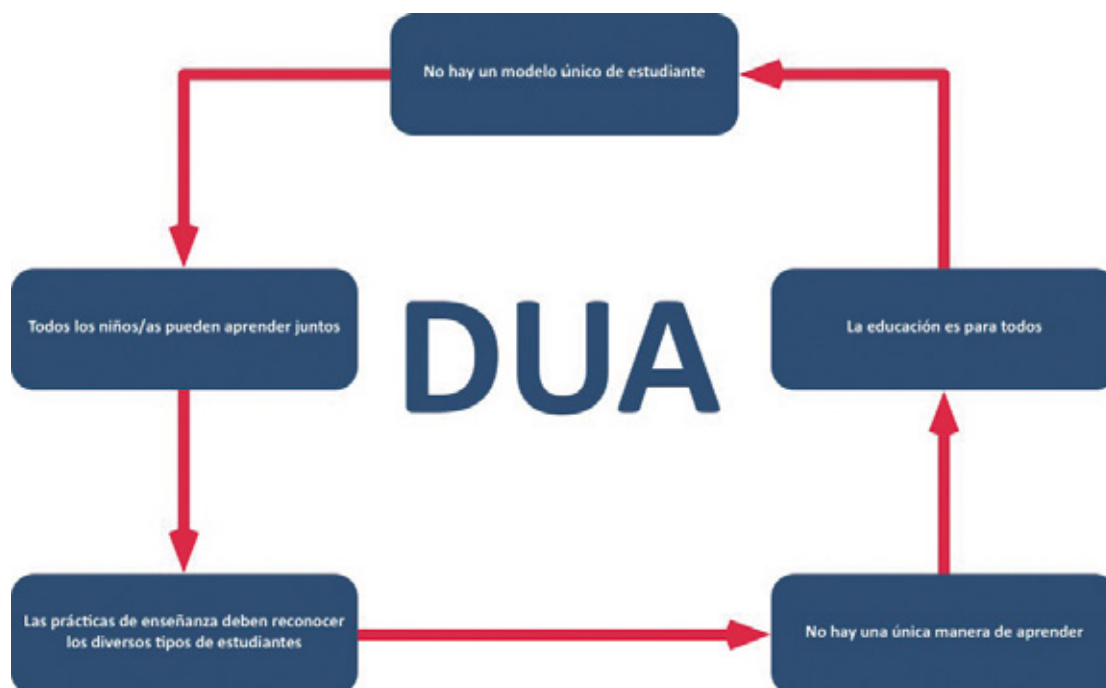 No hay un modelo único de estudiante
Todos los niños/as pueden aprender juntos
DUA
La educación es para todos
Las prácticas de enseñanza deben reconocer
los diversos tipos de estudiantes
No hay una única manera de aprender